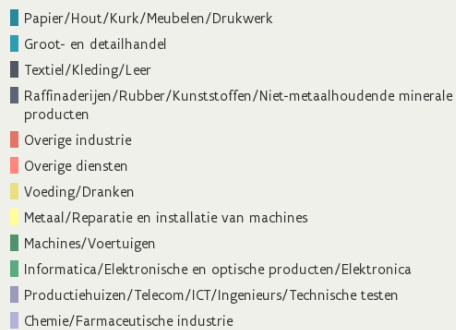 Papier/Hout/Kurk/Meubelen/Drukwerk
Groot- en detailhandel
Textiel/Kleding/Leer
Raffinaderijen/Rubber/Kunststoffen/Niet-metaalhoudende minerale
producten
Overige industrie
Overige diensten
Voeding/Dranken
Metaal/Reparatie en installatie van machines
Machines/Voertuigen
Informatica/Elektronische en optische producten/Elektronica
Productiehuizen/Telecom/ICT/Ingenieurs/Technische testen
Chemie/Farmaceutische industrie